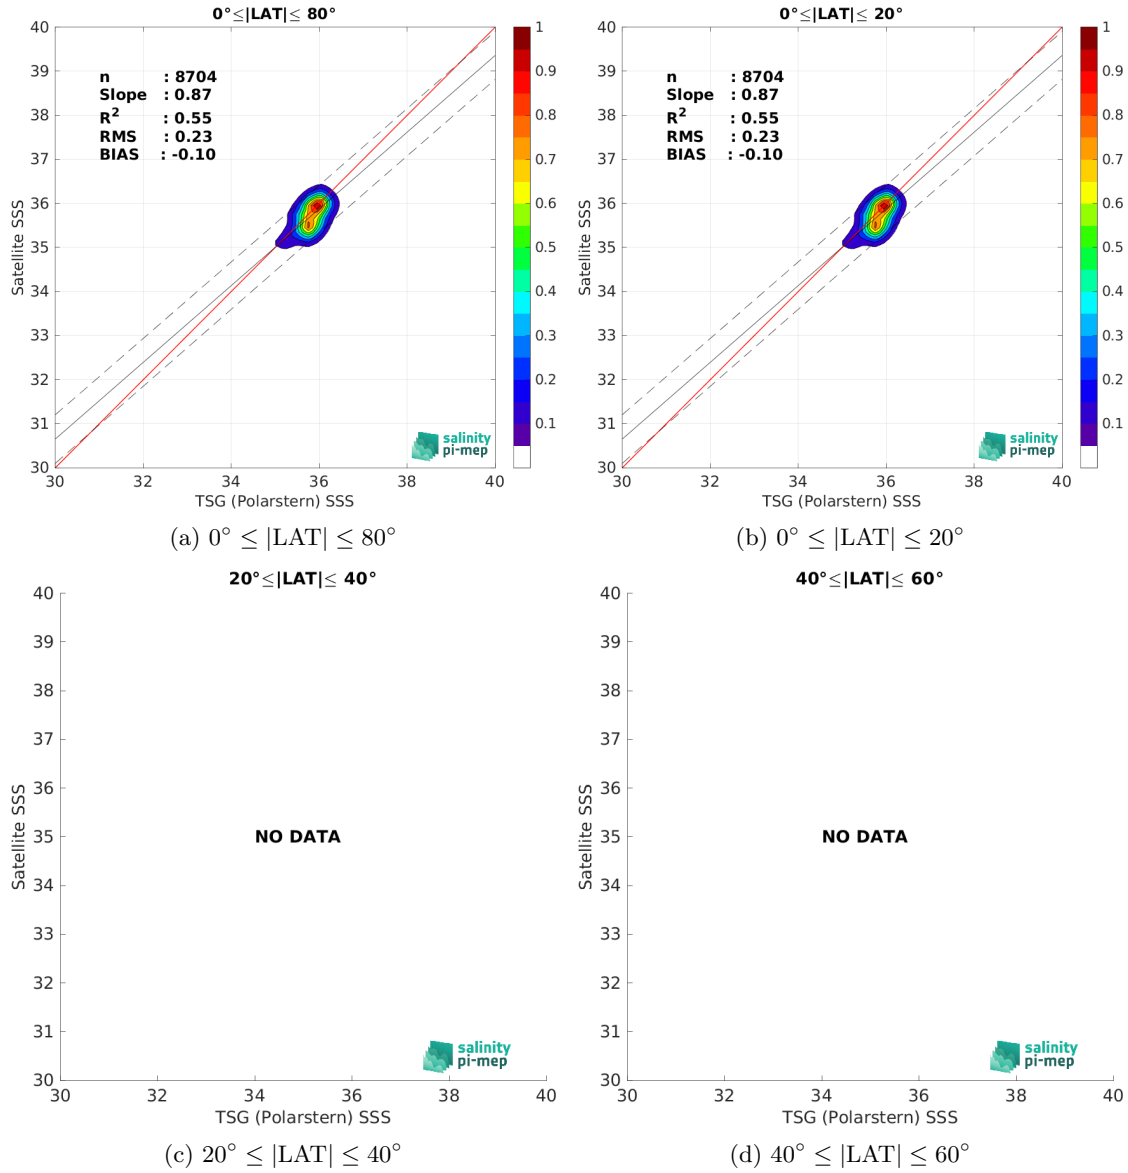 0°≤|LAT|≤ 80°
40
39
38
37
36
35
34
33
32
31
30
Satellite SSS
n : 8704
Slope : 0.87
R² : 0.55
RMS : 0.23
BIAS : -0.10
salinity
pi-mep
30 32 34 36 38 40
TSG (Polarstern) SSS
1
0.9
0.8
0.7
0.6
0.5
0.4
0.3
0.2
0.1
(a) 0° ≤ |LAT| ≤ 80°
0°≤|LAT|≤ 20°
40
39
38
37
36
35
34
33
32
31
30
Satellite SSS
n : 8704
Slope : 0.87
R² : 0.55
RMS : 0.23
BIAS : -0.10
salinity
pi-mep
30 32 34 36 38 40
TSG (Polarstern) SSS
1
0.9
0.8
0.7
0.6
0.5
0.4
0.3
0.2
0.1
(b) 0° ≤ |LAT| ≤ 20°
20°≤|LAT|≤ 40°
40
39
38
37
36
35
34
33
32
31
30
Satellite SSS
NO DATA
salinity
pi-mep
30 32 34 36 38 40
TSG (Polarstern) SSS
(c) 20° ≤ |LAT| ≤ 40°
40°≤|LAT|≤ 60°
40
39
38
37
36
35
34
33
32
31
30
Satellite SSS
NO DATA
salinity
pi-mep
30 32 34 36 38 40
TSG (Polarstern) SSS
(d) 40° ≤ |LAT| ≤ 60°